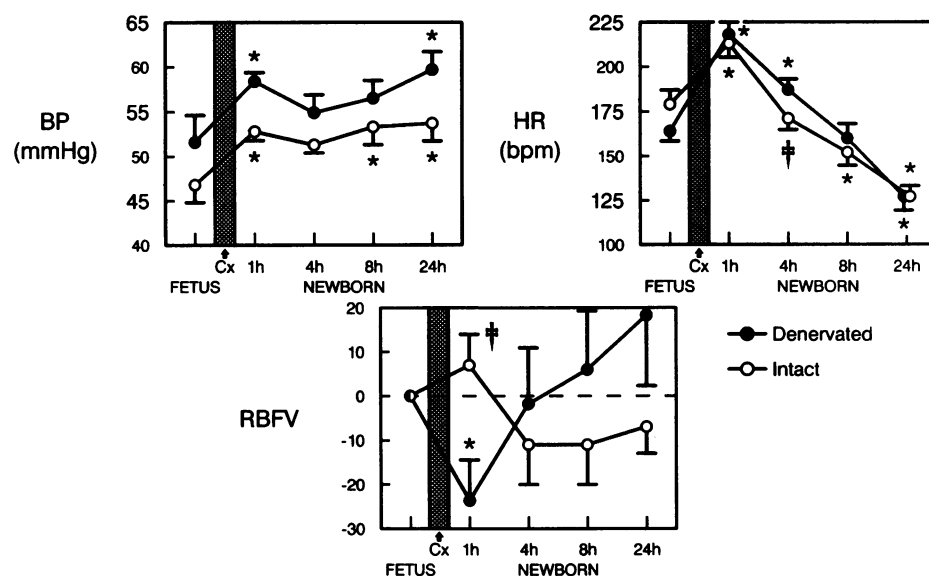 BP
(mmHg)
65
60
55
50
45
40
*
*
*
*
*
Cx
1h
4h
8h
24h
FETUS
NEWBORN
HR
(bpm)
225
200
175
150
125
100
*
*
*
‡
*
*
*
Cx
1h
4h
8h
24h
FETUS
NEWBORN
RBFV
20
10
0
-10
-20
-30
‡
*
Cx
1h
4h
8h
24h
FETUS
NEWBORN
Denervated
Intact